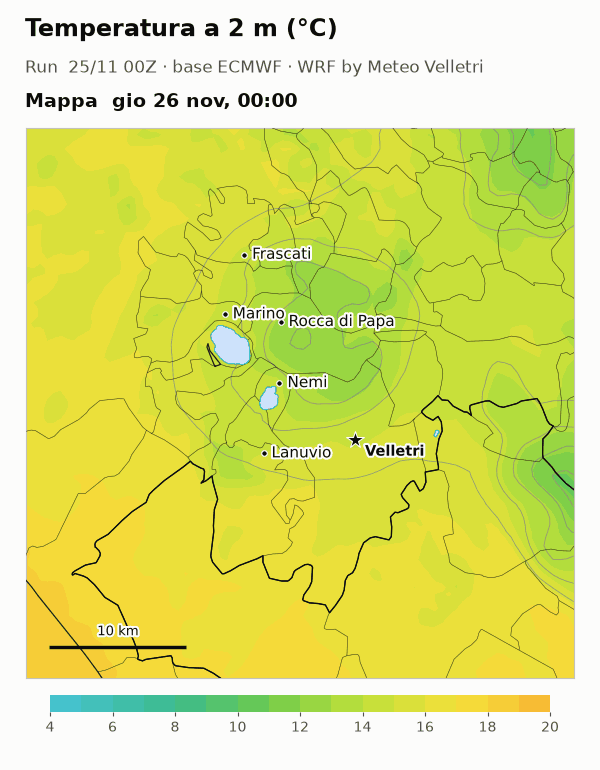 Temperatura a 2 m (°C)
Run  25/11 00Z · base ECMWF · WRF by Meteo Velletri
Mappa  gio 26 nov, 00:00
Frascati
Marino
Rocca di Papa
Nemi
Velletri
Lanuvio
10 km
4 6 8 10 12 14 16 18 20